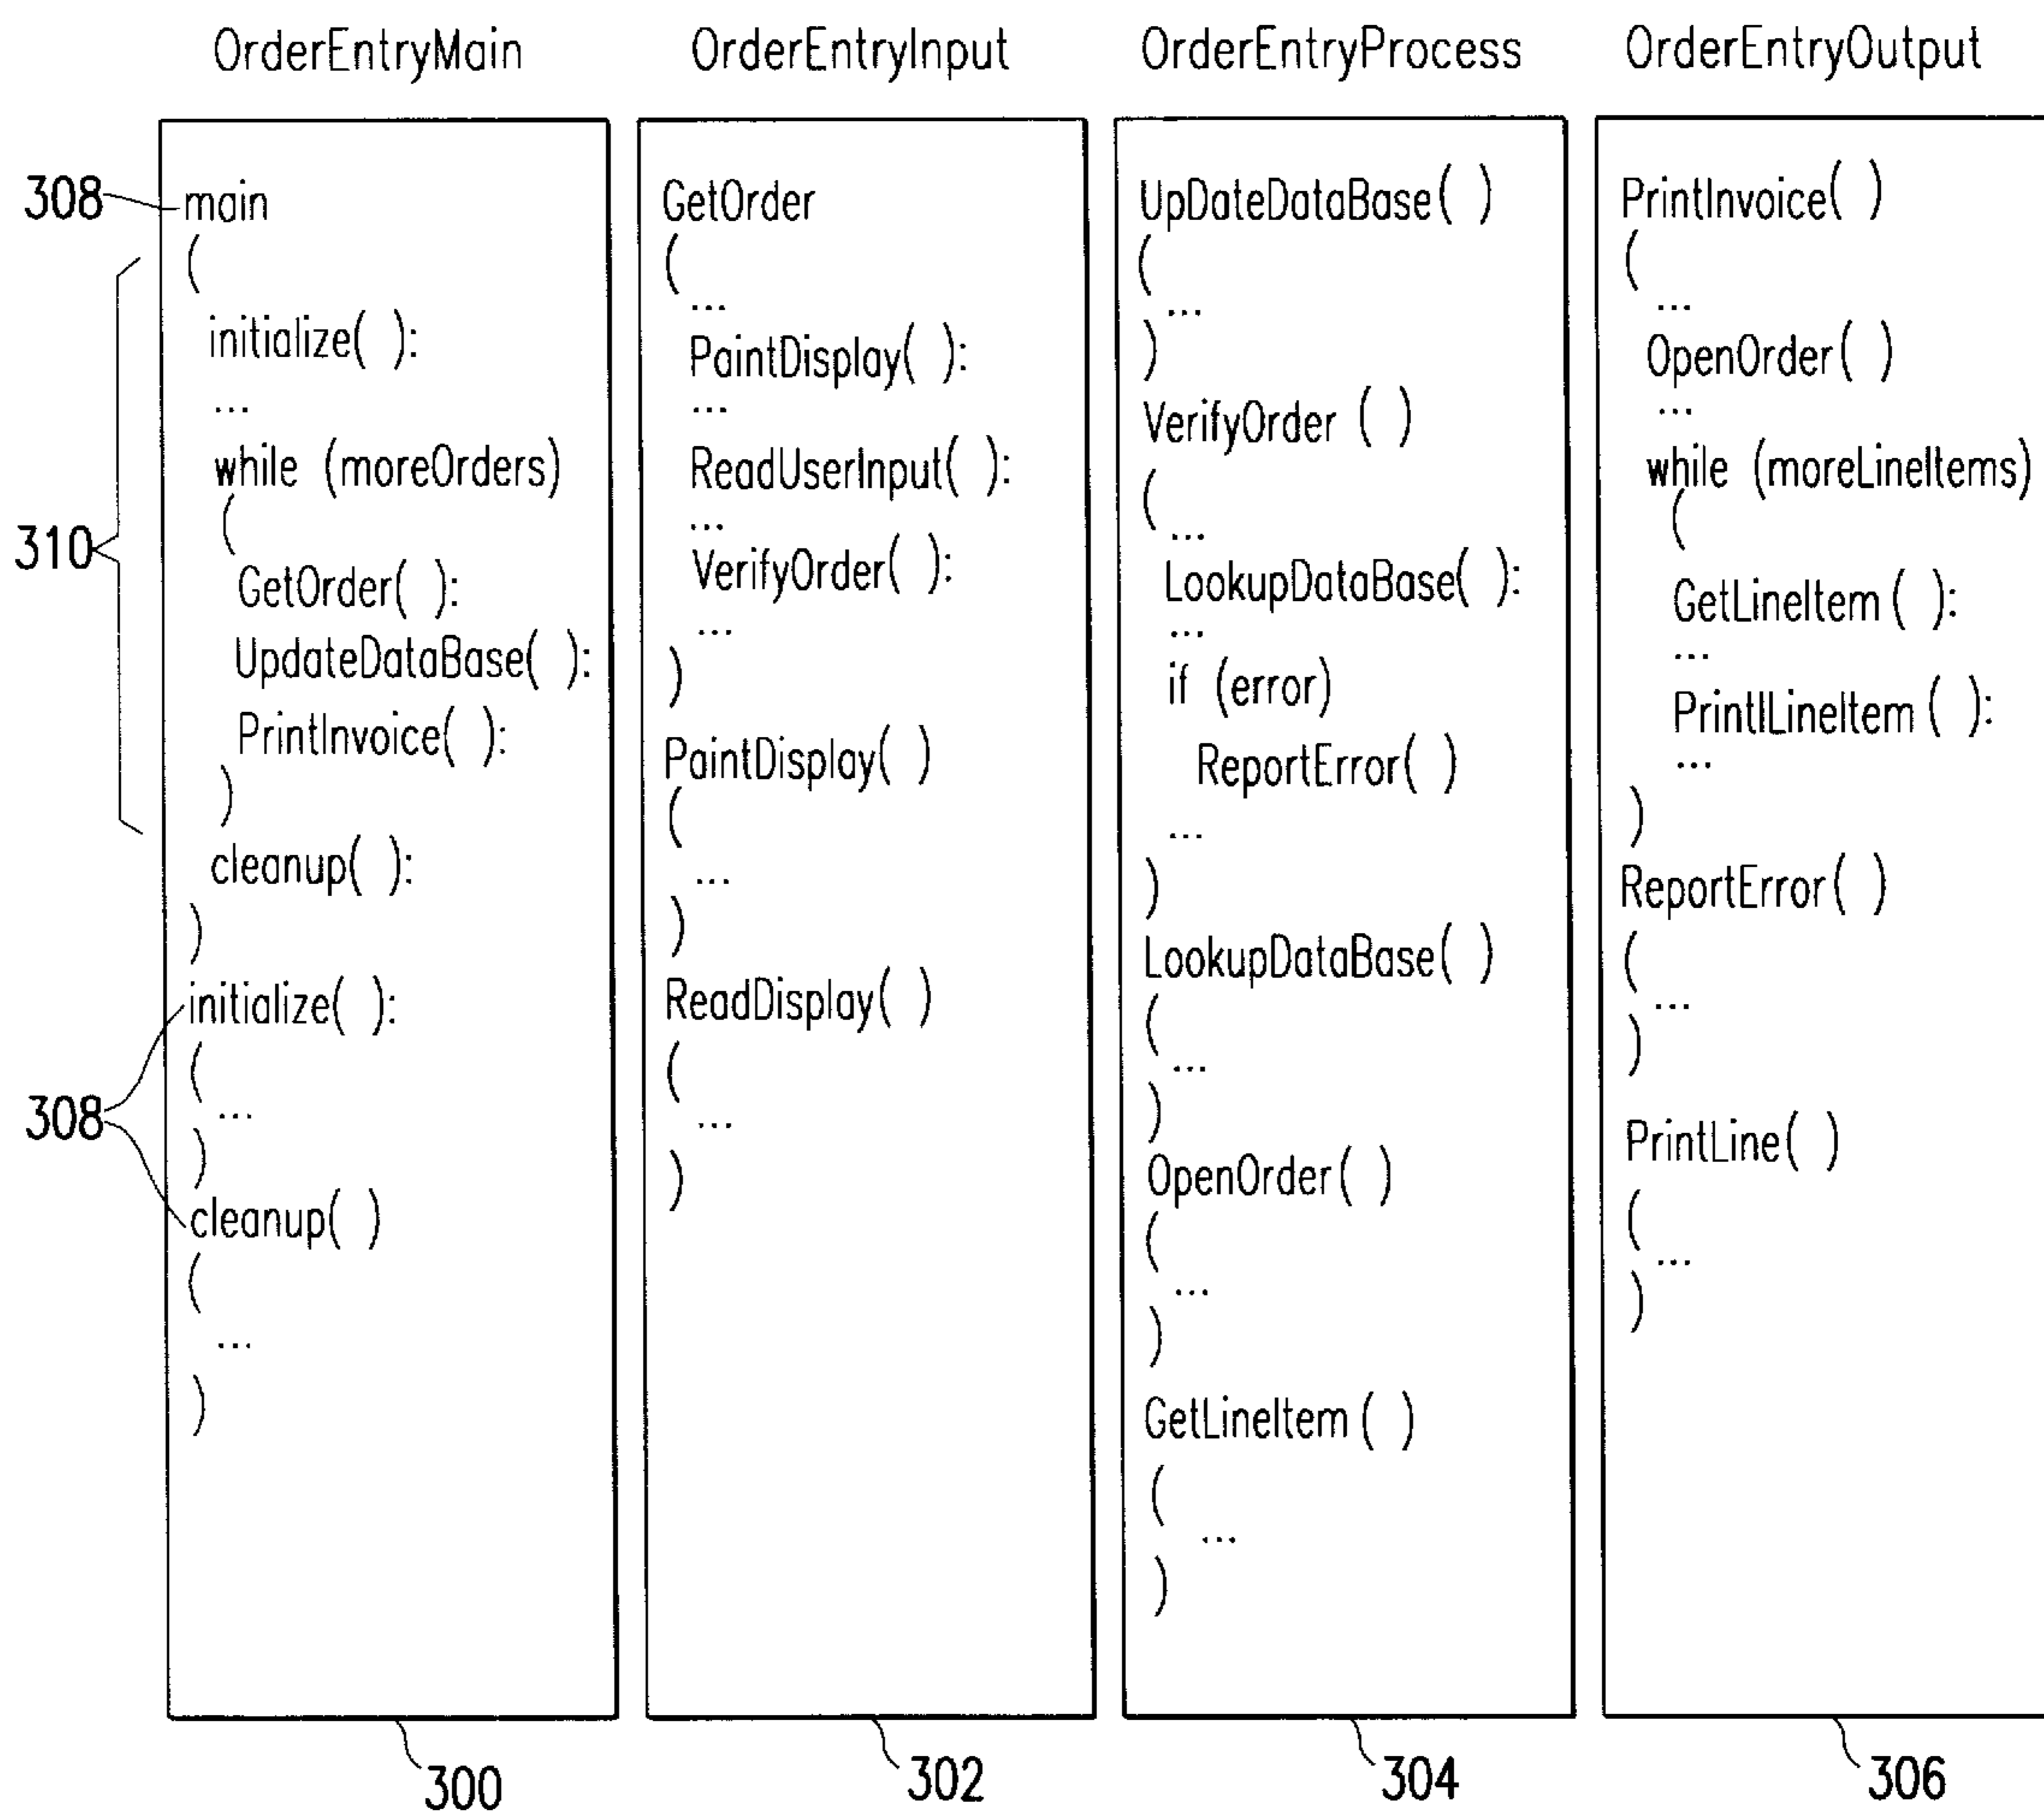 OrderEntryMain
308
main
(
initialize( ):
...
while (moreOrders)
(
310
GetOrder( ):
UpdateDataBase( ):
PrintInvoice( ):
)
cleanup( ):
)
initialize( ):
(
...
)
308
cleanup( )
(
...
)
300
OrderEntryInput
GetOrder
(
...
PaintDisplay( ):
...
ReadUserInput( ):
...
VerifyOrder( ):
...
)
PaintDisplay( )
(
...
)
ReadDisplay( )
(
...
)
302
OrderEntryProcess
UpDateDataBase( )
(
...
)
VerifyOrder ( )
(
...
LookupDataBase( ):
...
if (error)
ReportError( )
...
)
LookupDataBase( )
(
...
)
OpenOrder( )
(
...
)
GetLineItem ( )
(
...
)
304
OrderEntryOutput
PrintInvoice( )
(
...
OpenOrder( )
...
while (moreLineItems)
(
GetLineItem ( ):
...
PrintlLineItem ( ):
...
)
ReportError( )
(
...
)
PrintLine( )
(
...
)
306